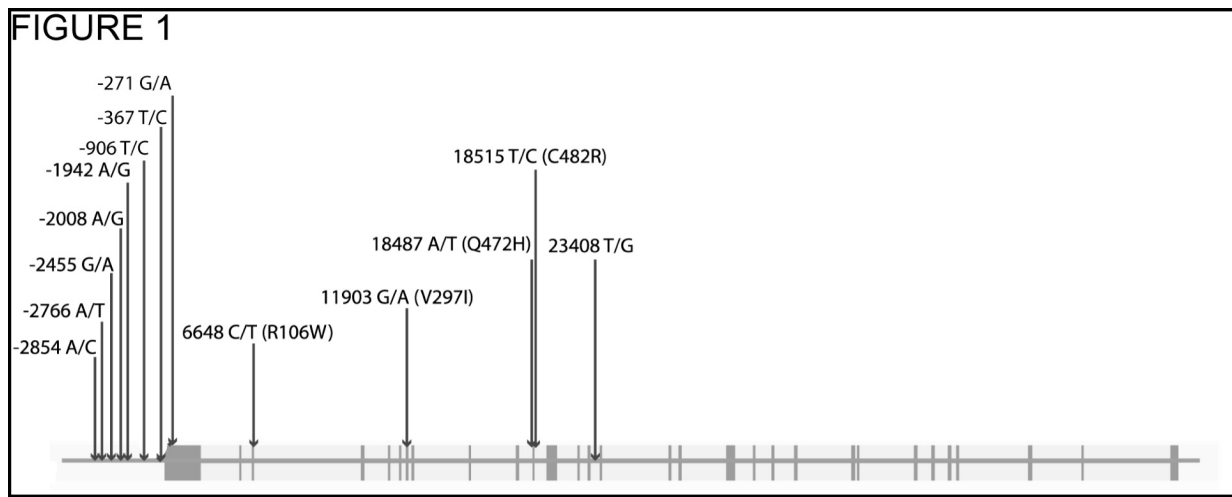 FIGURE 1
-271 G/A
-367 T/C
-906 T/C
18515 T/C (C482R)
-1942 A/G
-2008 A/G
18487 A/T (Q472H)
23408 T/G
-2455 G/A
11903 G/A (V297I)
-2766 A/T
6648 C/T (R106W)
-2854 A/C